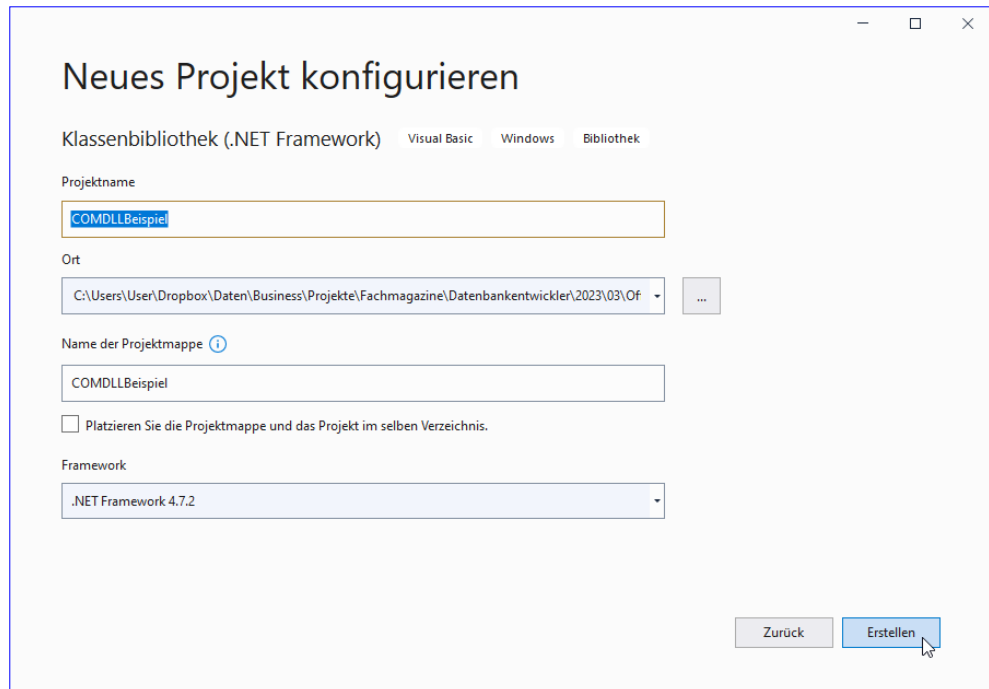 Neues Projekt konfigurieren
Klassenbibliothek (.NET Framework) Visual Basic Windows Bibliothek
Projektname
COMDLLBeispiel
Ort
C:\Users\User\Dropbox\Daten\Business\Projekte\Fachmagazine\Datenbankentwickler\2023\03\Of
...
Name der Projektmappe
COMDLLBeispiel
Platzieren Sie die Projektmappe und das Projekt im selben Verzeichnis.
Framework
.NET Framework 4.7.2
Zurück Erstellen